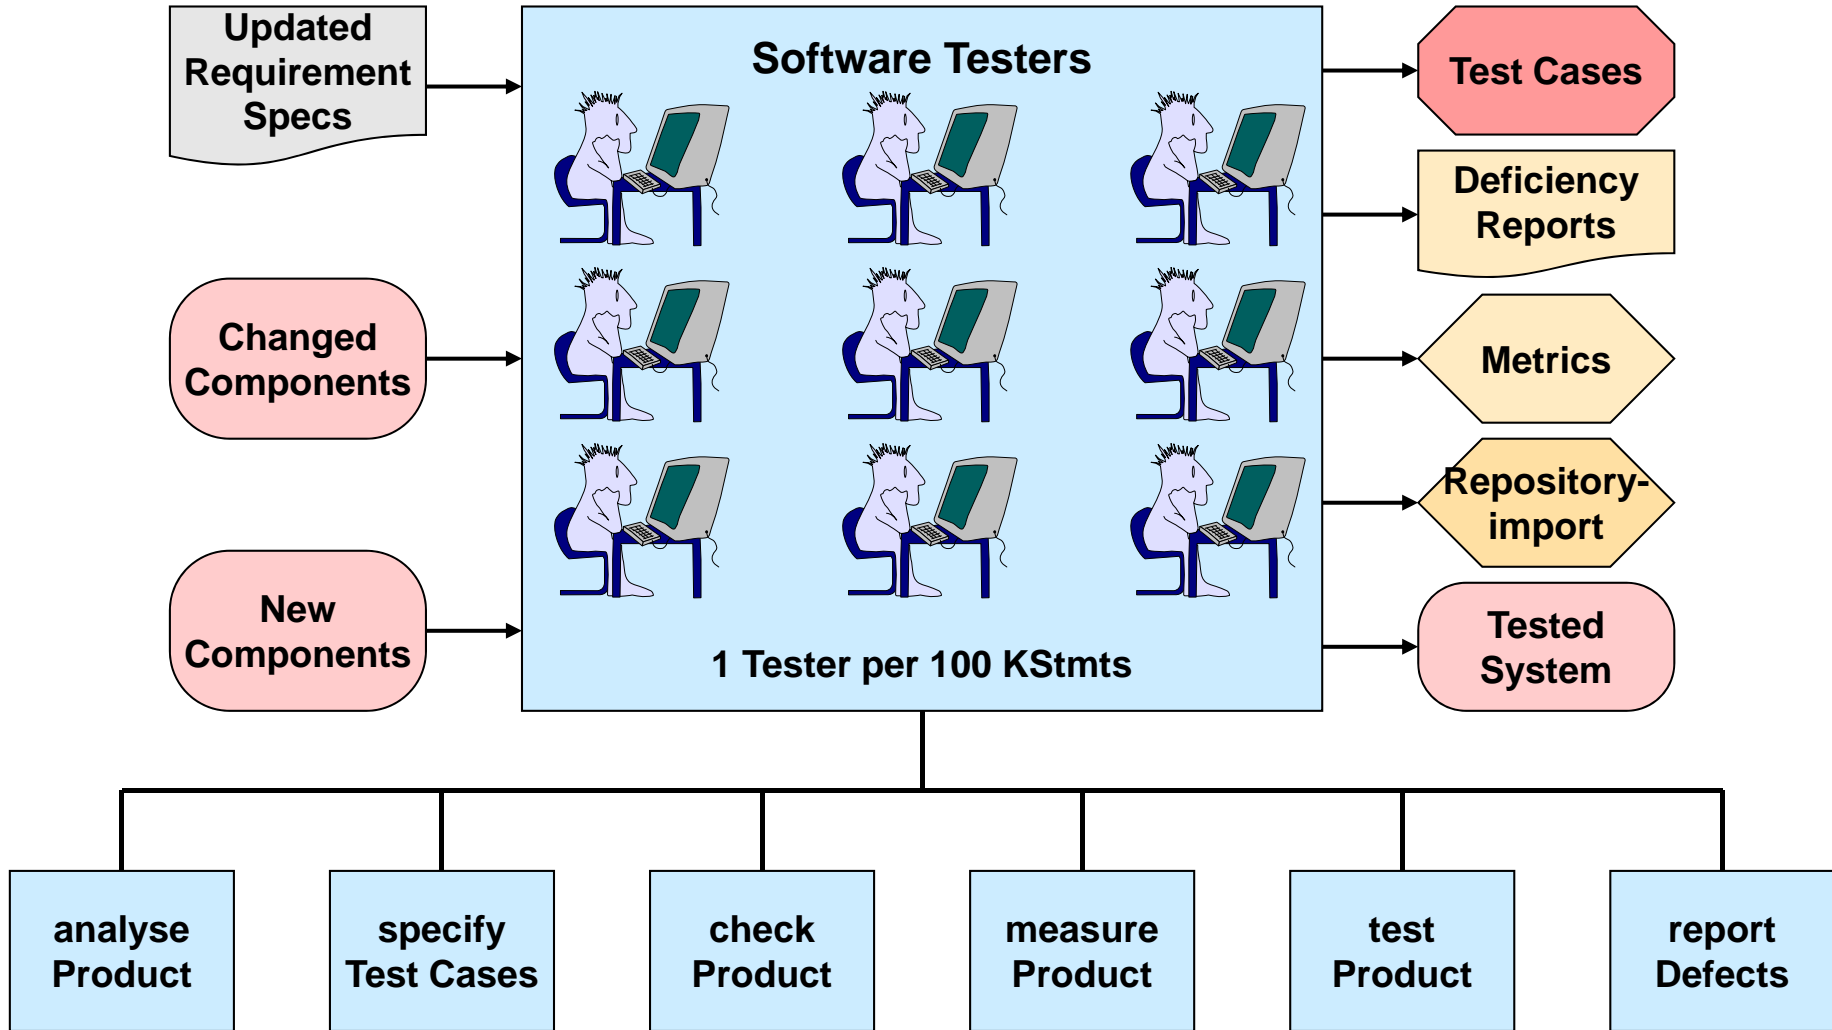 Updated
Requirement
Specs
Changed
Components
New
Components
Software Testers
1 Tester per 100 KStmts
Test Cases
Deficiency
Reports
Metrics
Repository-
import
Tested
System
analyse
Product
specify
Test Cases
check
Product
measure
Product
test
Product
report
Defects